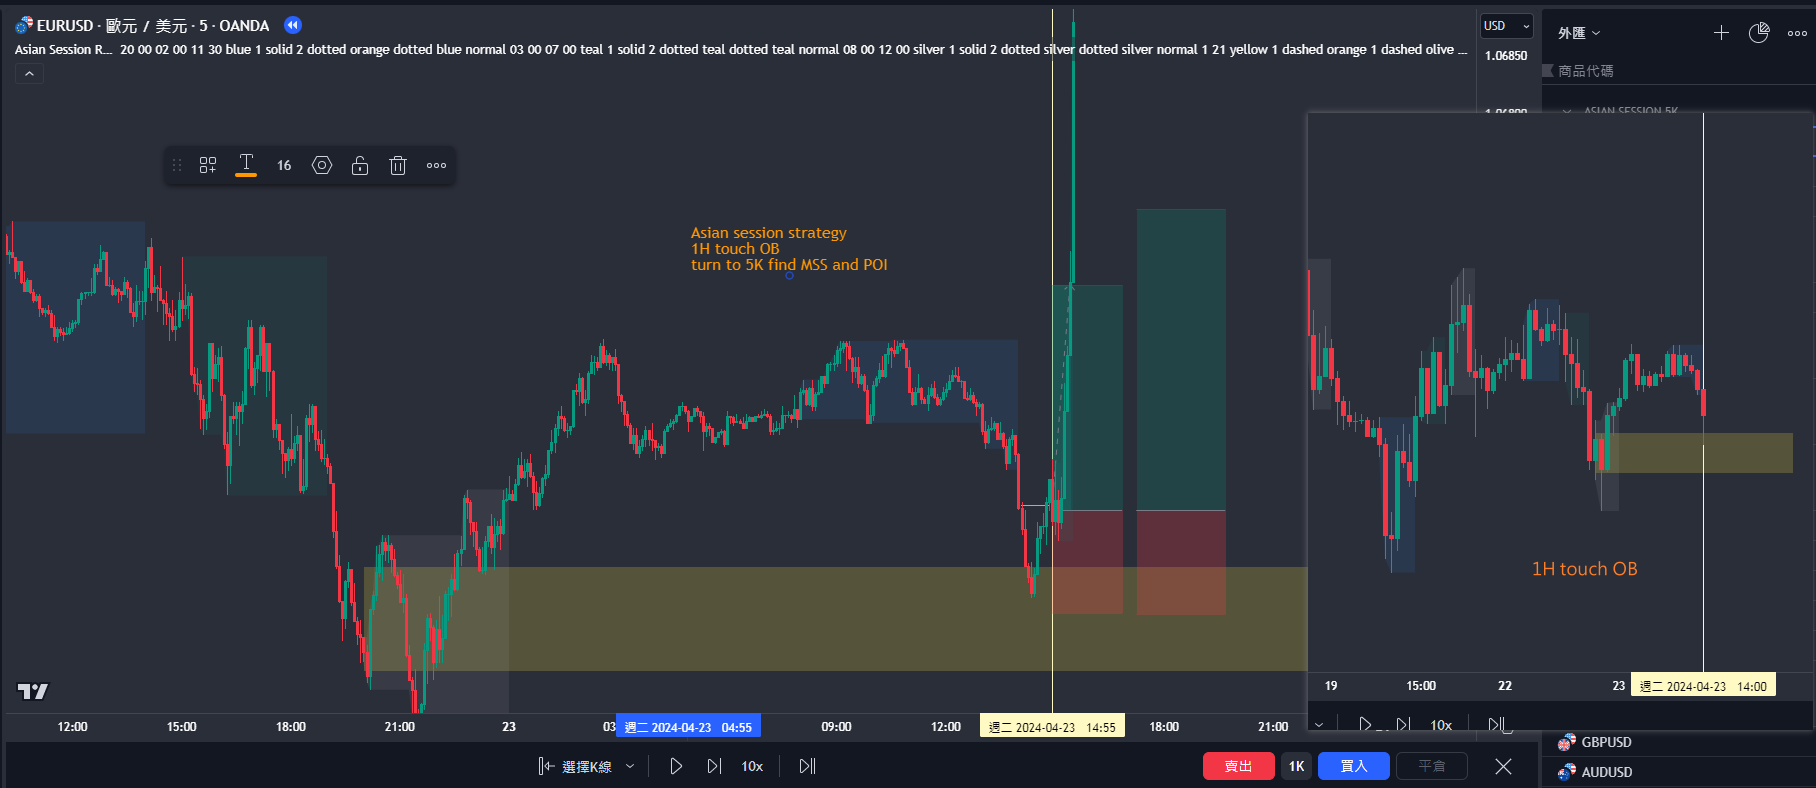 EURUSD · 歐元 / 美元 · 5 · OANDA
Asian Session R... 20 00 02 00 11 30 blue 1 solid 2 dotted orange dotted blue normal 03 00 07 00 teal 1 solid 2 dotted teal dotted teal normal 08 00 12 00 silver 1 solid 2 dotted silver dotted silver normal 1 21 yellow 1 dashed orange 1 dashed olive ...
USD
1.06850
外匯
商品代碼
ASIAN SESSION 5K
16
Asian session strategy
1H touch OB
turn to 5K find MSS and POI
1H touch OB
19 15:00 22 23 週二 2024-04-23 14:00
10x
12:00 15:00 18:00 21:00 23 03 週二 2024-04-23 04:55 09:00 12:00 週二 2024-04-23 14:55 18:00 21:00
選擇K線 10x
賣出 1K 買入 平倉
GBPUSD
AUDUSD